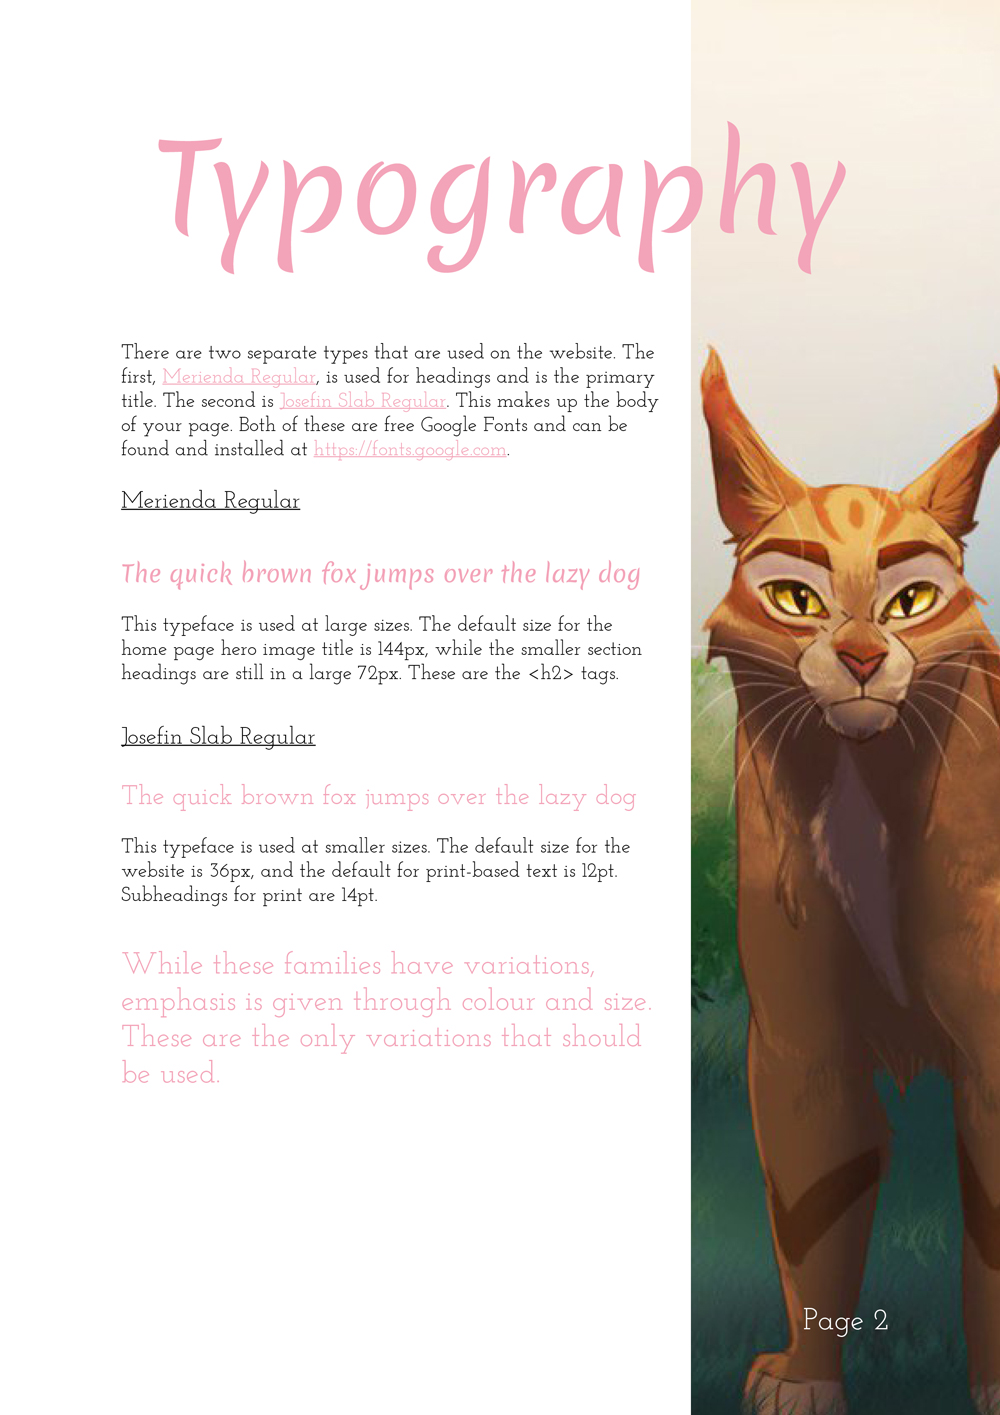 Typography
There are two separate types that are used on the website. The
first, Merienda Regular, is used for headings and is the primary
title. The second is Josefin Slab Regular. This makes up the body
of your page. Both of these are free Google Fonts and can be
found and installed at https://fonts.google.com.
Merienda Regular
The quick brown fox jumps over the lazy dog
This typeface is used at large sizes. The default size for the
home page hero image title is 144px, while the smaller section
headings are still in a large 72px. These are the <h2> tags.
Josefin Slab Regular
The quick brown fox jumps over the lazy dog
This typeface is used at smaller sizes. The default size for the
website is 36px, and the default for print-based text is 12pt.
Subheadings for print are 14pt.
While these families have variations,
emphasis is given through colour and size.
These are the only variations that should
be used.
Page 2